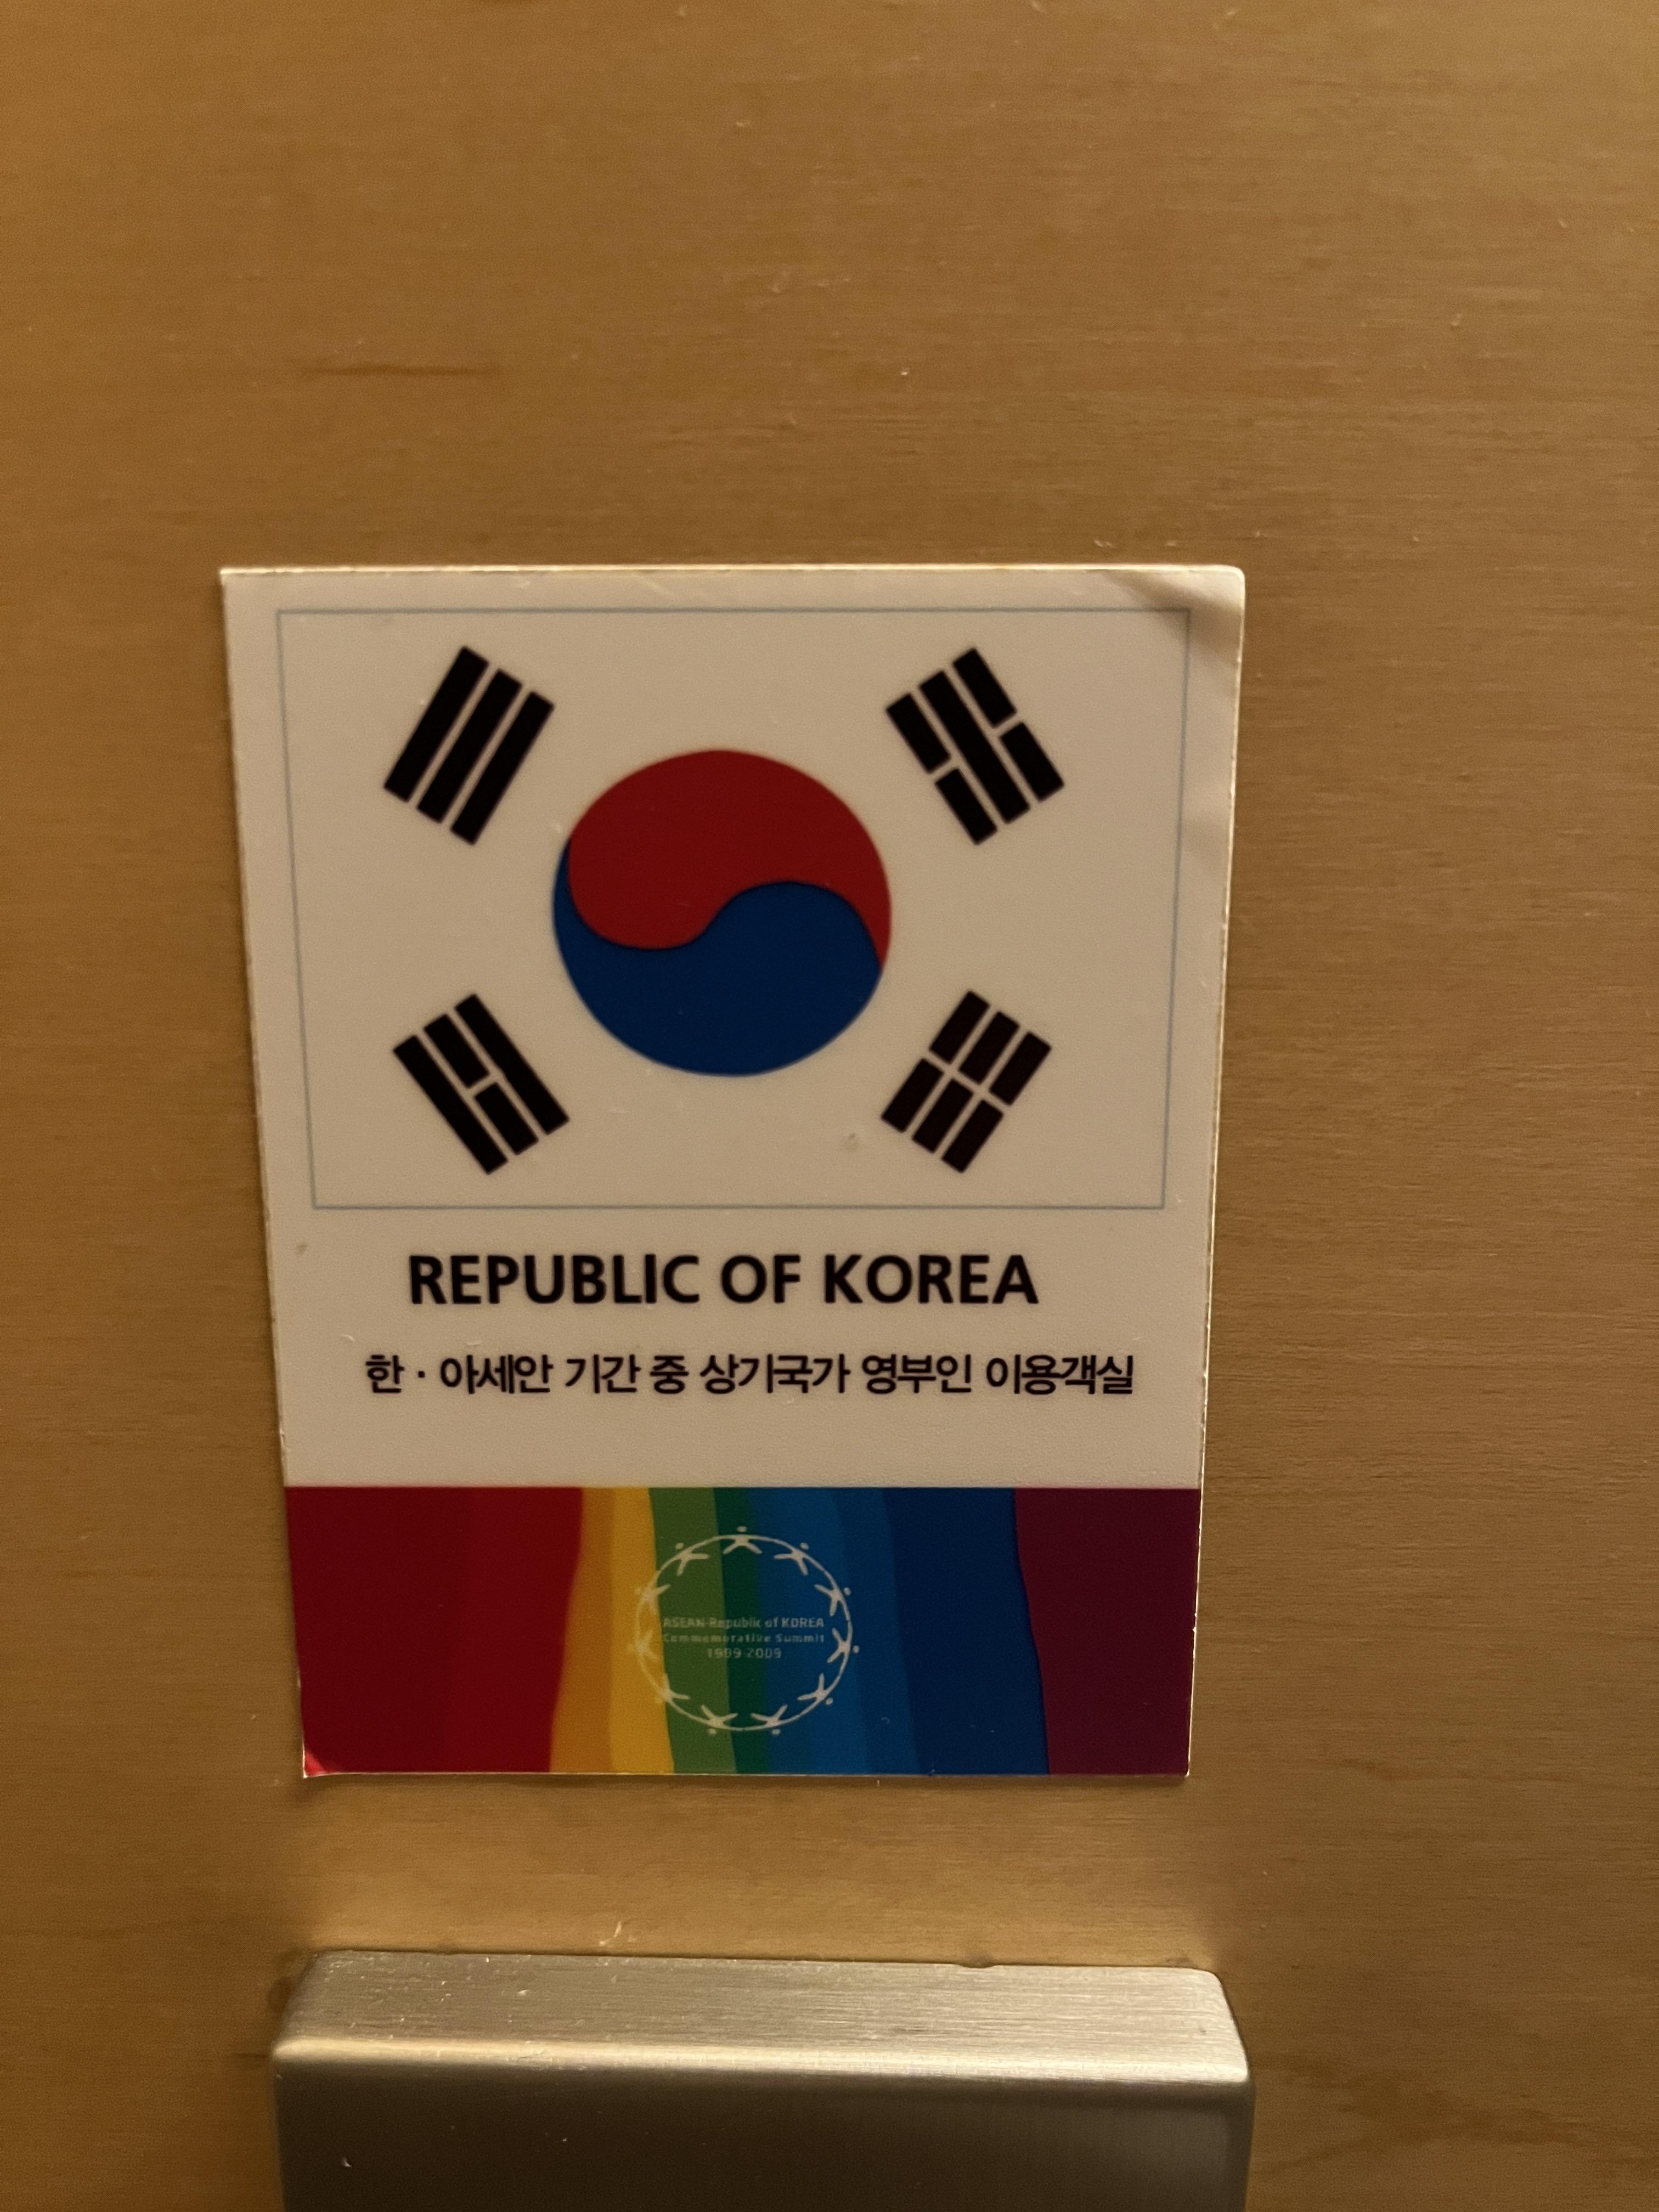 REPUBLIC OF KOREA
한 · 아세안 기간 중 상기국가 영부인 이용객실
ASEAN-Republic of KOREA
Commemorative Summit
1989-2009